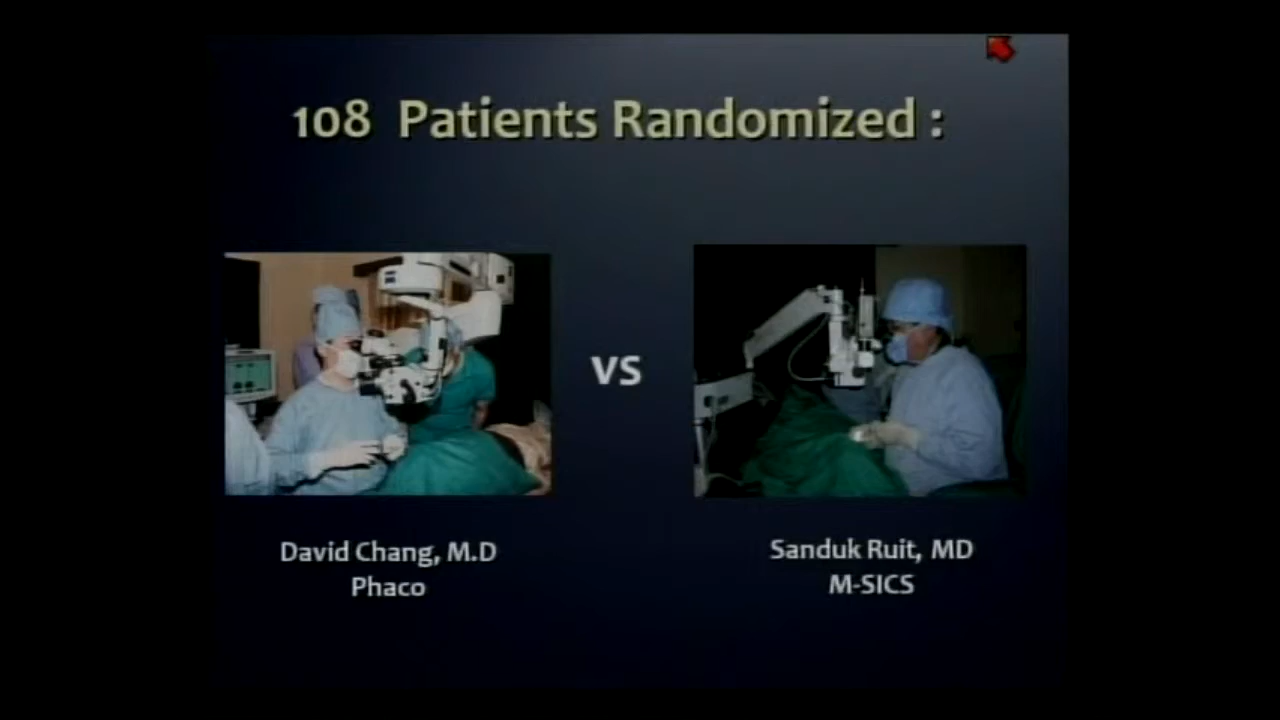 108 Patients Randomized :
vs
David Chang, M.D
Phaco
Sanduk Ruit, MD
M-SICS